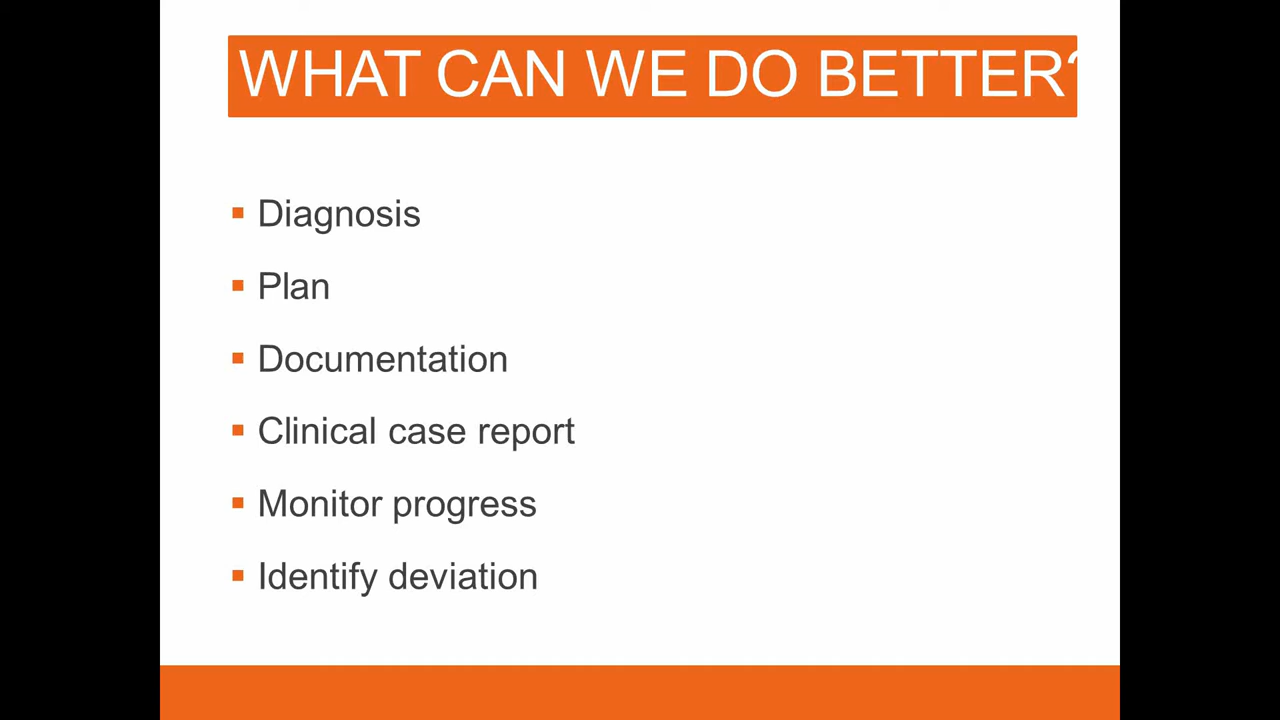 WHAT CAN WE DO BETTER?
Diagnosis
Plan
Documentation
Clinical case report
Monitor progress
Identify deviation